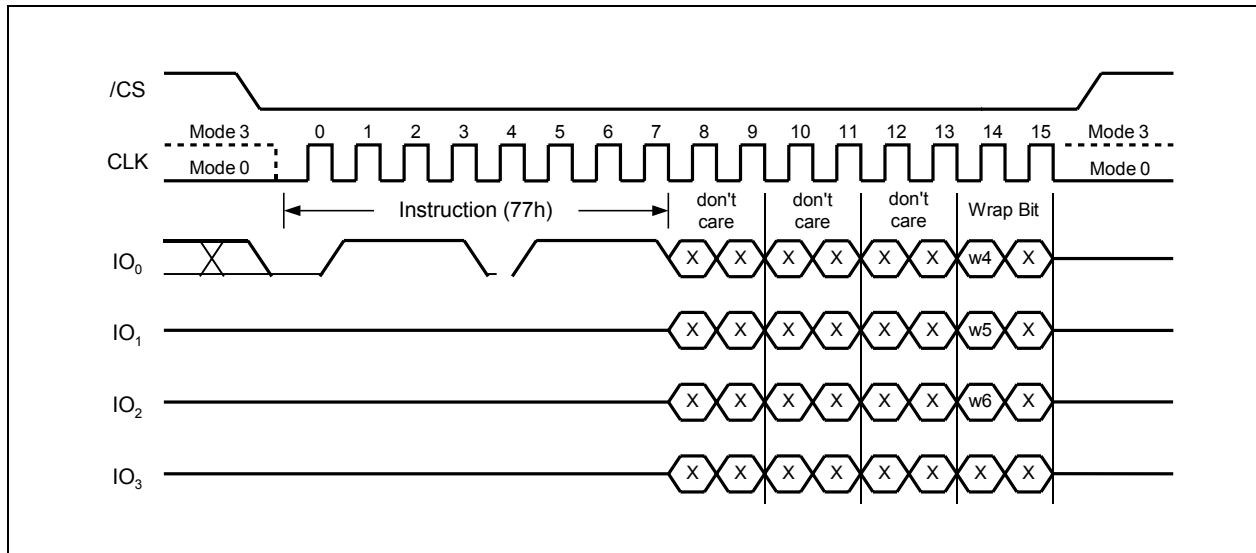 /CS
Mode 3 0 1 2 3 4 5 6 7 8 9 10 11 12 13 14 15 Mode 3
CLK
Mode 0 Mode 0
Instruction (77h)
don't care
don't care
don't care
Wrap Bit
IO0 X X X X X X w4 X
IO1 X X X X X X w5 X
IO2 X X X X X X w6 X
IO3 X X X X X X X X